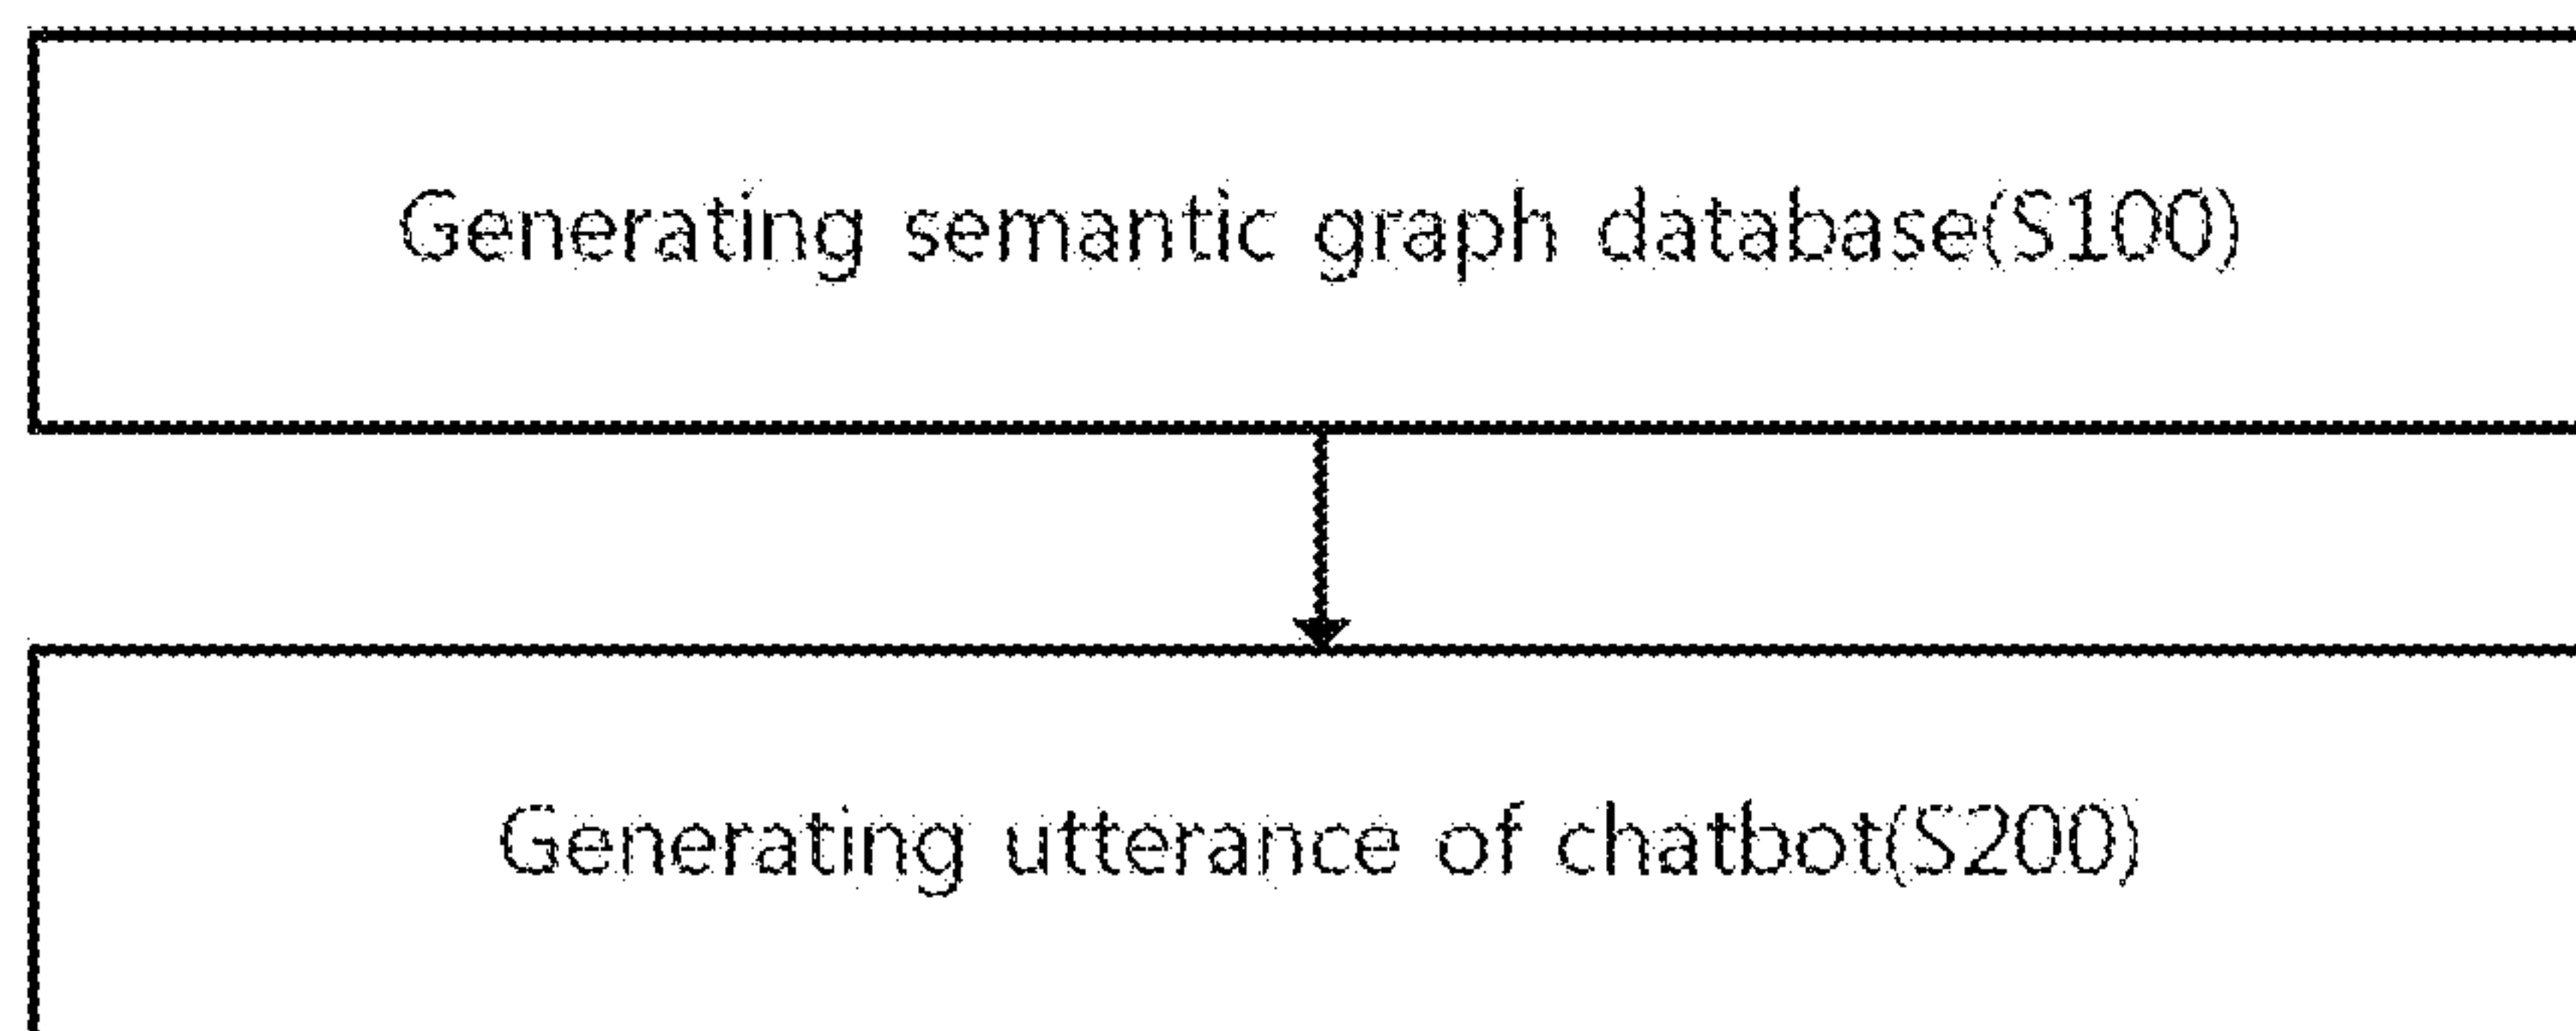 Generating semantic graph database(S100)
Generating utterance of chatbot(S200)